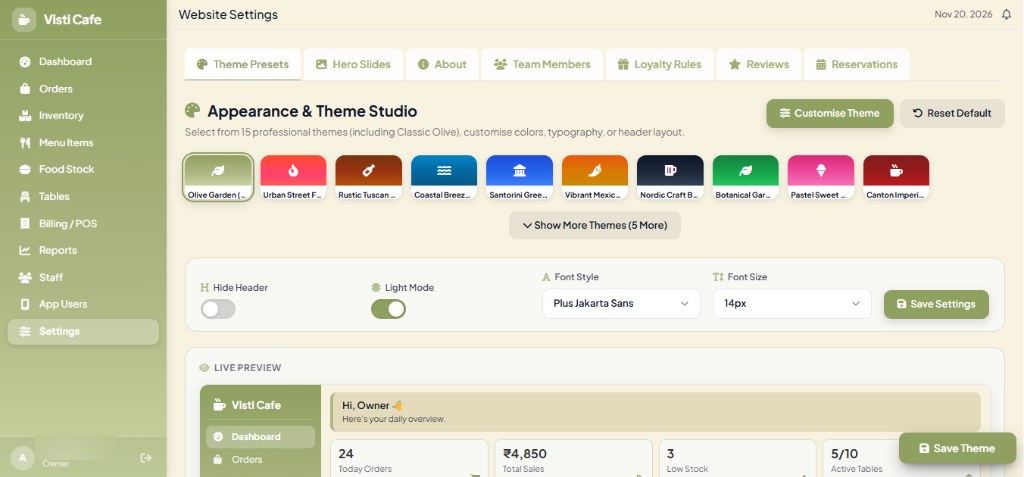 Visti Cafe
Website Settings
Nov 20, 2026
Dashboard
Orders
Inventory
Menu Items
Food Stock
Tables
Billing / POS
Reports
Staff
App Users
Settings
A
Owner
Theme Presets
Hero Slides
About
Team Members
Loyalty Rules
Reviews
Reservations
Appearance & Theme Studio
Customise Theme
Reset Default
Select from 15 professional themes (including Classic Olive), customise colors, typography, or header layout.
Olive Garden (...
Urban Street F...
Rustic Tuscan ...
Coastal Breez...
Santorini Gree...
Vibrant Mexic...
Nordic Craft B...
Botanical Gar...
Pastel Sweet ...
Canton Imperi...
Show More Themes (5 More)
Hide Header
Light Mode
A Font Style
Font Size
Plus Jakarta Sans
14px
Save Settings
LIVE PREVIEW
Visti Cafe
Dashboard
Orders
Hi, Owner
Here's your daily overview.
24
Today Orders
₹4,850
Total Sales
3
Low Stock
5/10
Active Tables
Save Theme